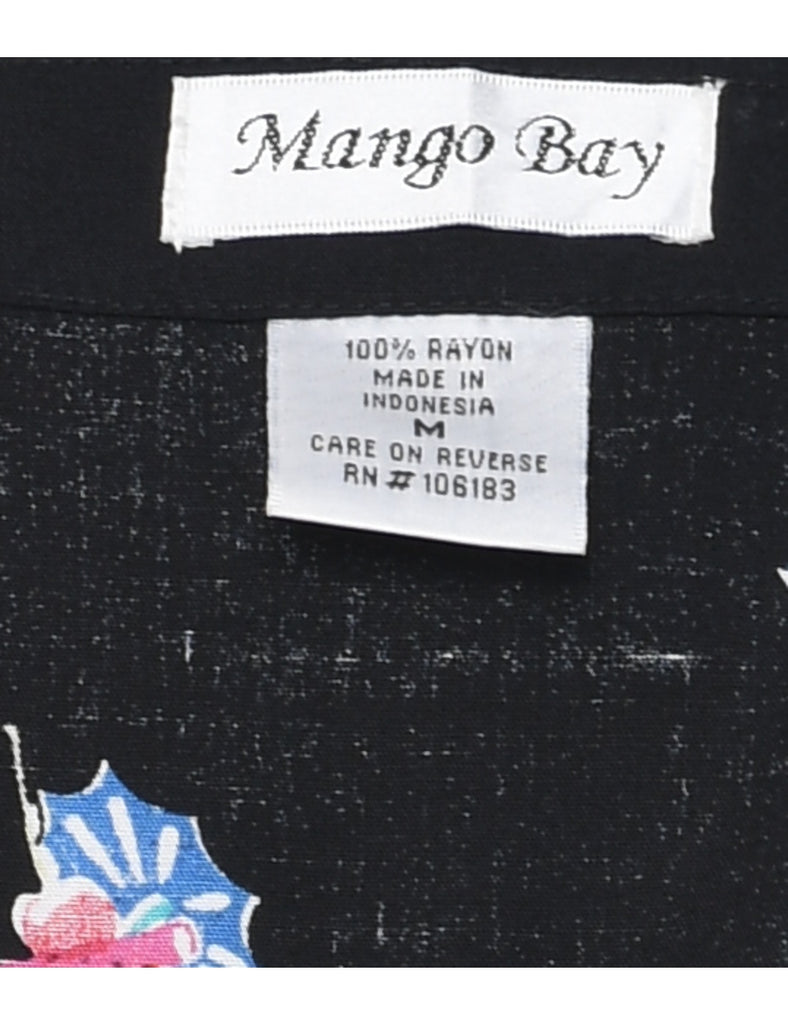 Mango Bay
100% RAYON
MADE IN
INDONESIA
M
CARE ON REVERSE
RN # 106183